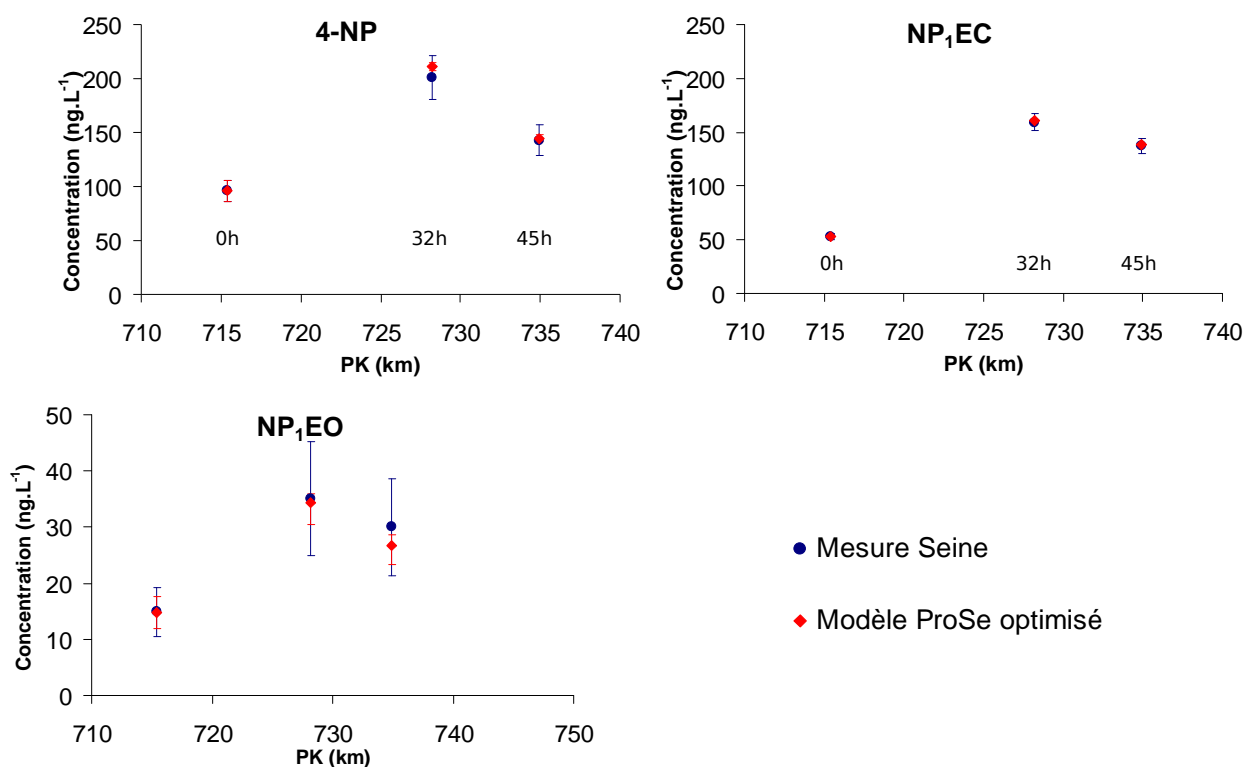 4-NP
Concentration (ng.L-1)
250
200
150
100
50
0
0h 32h 45h
710 715 720 725 730 735 740
PK (km)
NP1EC
Concentration (ng.L-1)
250
200
150
100
50
0
0h 32h 45h
710 715 720 725 730 735 740
PK (km)
NP1EO
Concentration (ng.L-1)
50
40
30
20
10
0
710 720 730 740 750
PK (km)
Mesure Seine
Modèle ProSe optimisé